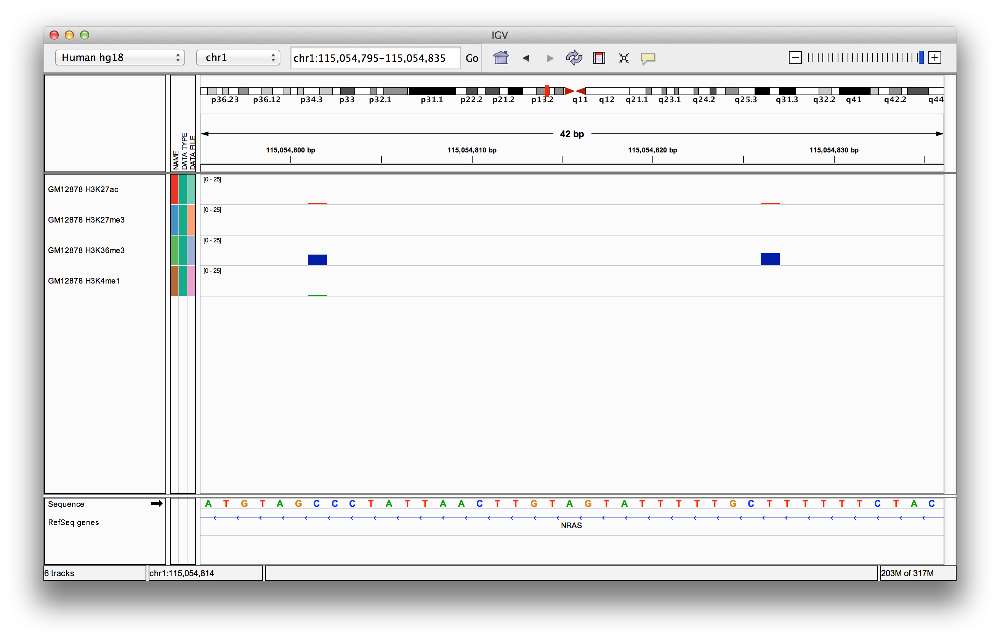 IGV
Human hg18 chr1 chr1:115,054,795-115,054,835 Go
p36.23 p36.12 p34.3 p33 p32.1 p31.1 p22.2 p21.2 p13.2 q11 q12 q21.1 q23.1 q24.2 q25.3 q31.3 q32.2 q41 q42.2 q44
NAME
DATA TYPE
DATA FILE
42 bp
115,054,800 bp 115,054,810 bp 115,054,820 bp 115,054,830 bp
[0 - 25]
GM12878 H3K27ac
[0 - 25]
GM12878 H3K27me3
[0 - 25]
GM12878 H3K36me3
[0 - 25]
GM12878 H3K4me1
Sequence A T G T A G C C C T A T T A A C T T G T A G T A T T T T T G C T T T T T T C T A C
RefSeq genes
NRAS
6 tracks chr1:115,054,814 203M of 317M